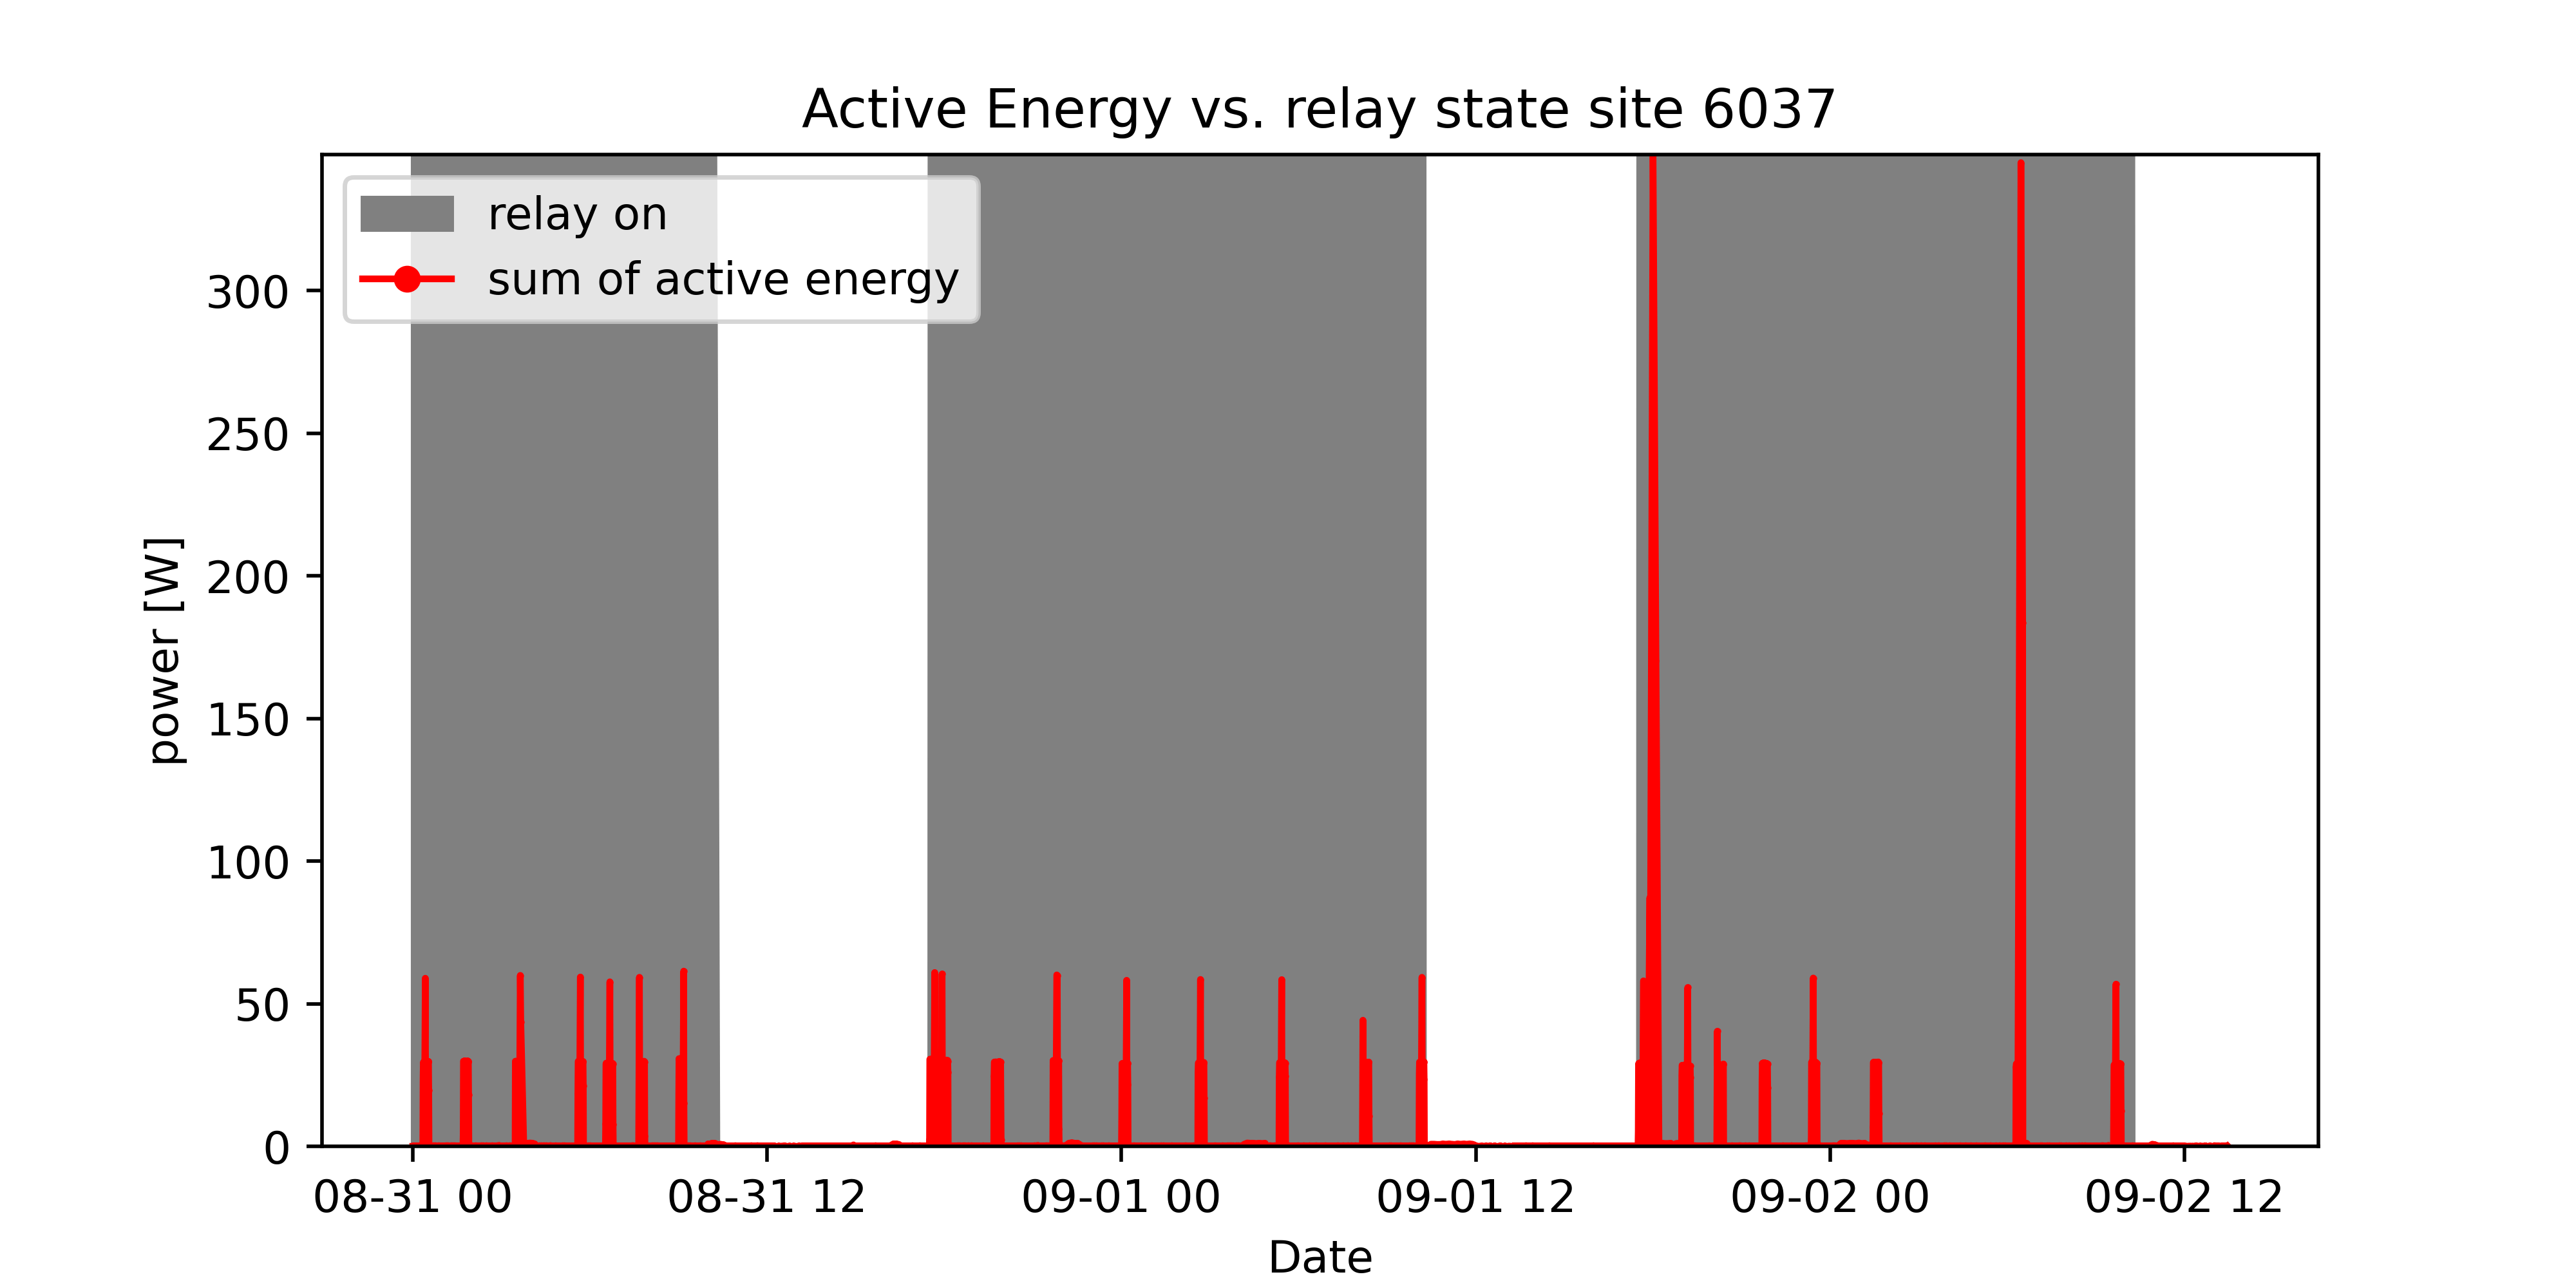 Active Energy vs. relay state site 6037
relay on
sum of active energy
power [W]
300
250
200
150
100
50
0
08-31 00
08-31 12
09-01 00
09-01 12
09-02 00
09-02 12
Date